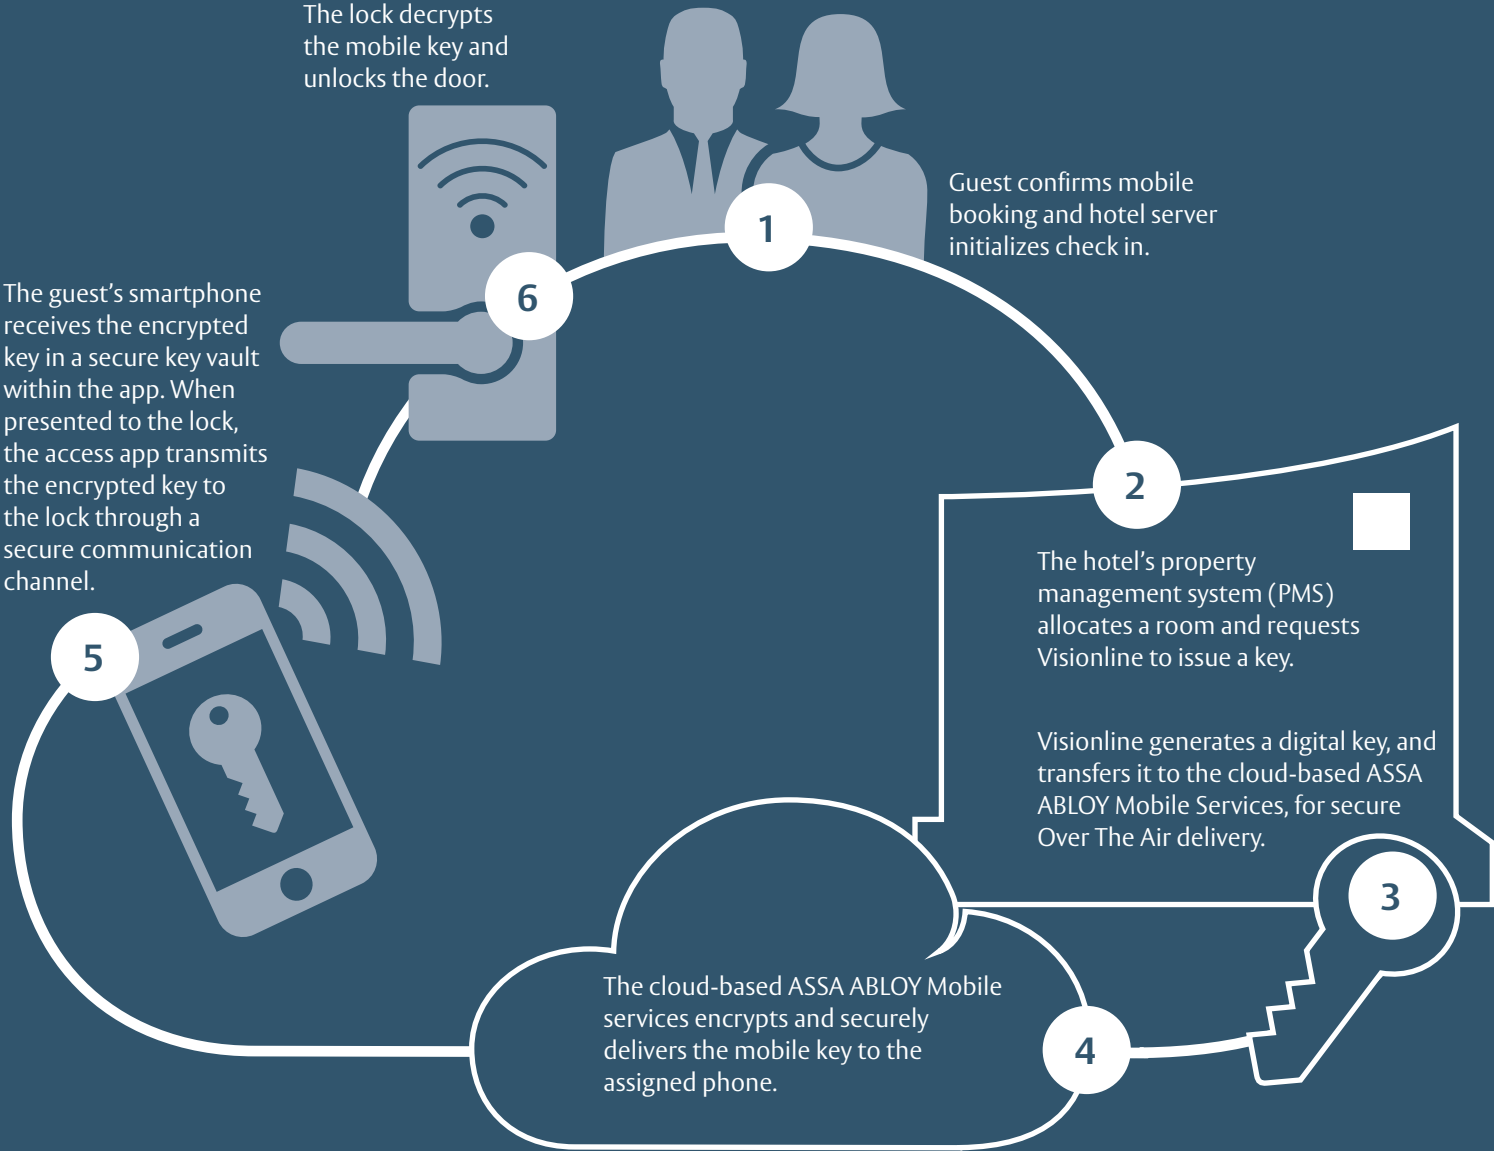 The lock decrypts
the mobile key and
unlocks the door.
1
Guest confirms mobile
booking and hotel server
initializes check in.
6
The guest’s smartphone
receives the encrypted
key in a secure key vault
within the app. When
presented to the lock,
the access app transmits
the encrypted key to
the lock through a
secure communication
channel.
2
The hotel’s property
management system (PMS)
allocates a room and requests
Visionline to issue a key.
5
Visionline generates a digital key, and
transfers it to the cloud-based ASSA
ABLOY Mobile Services, for secure
Over The Air delivery.
3
The cloud-based ASSA ABLOY Mobile
services encrypts and securely
delivers the mobile key to the
assigned phone.
4